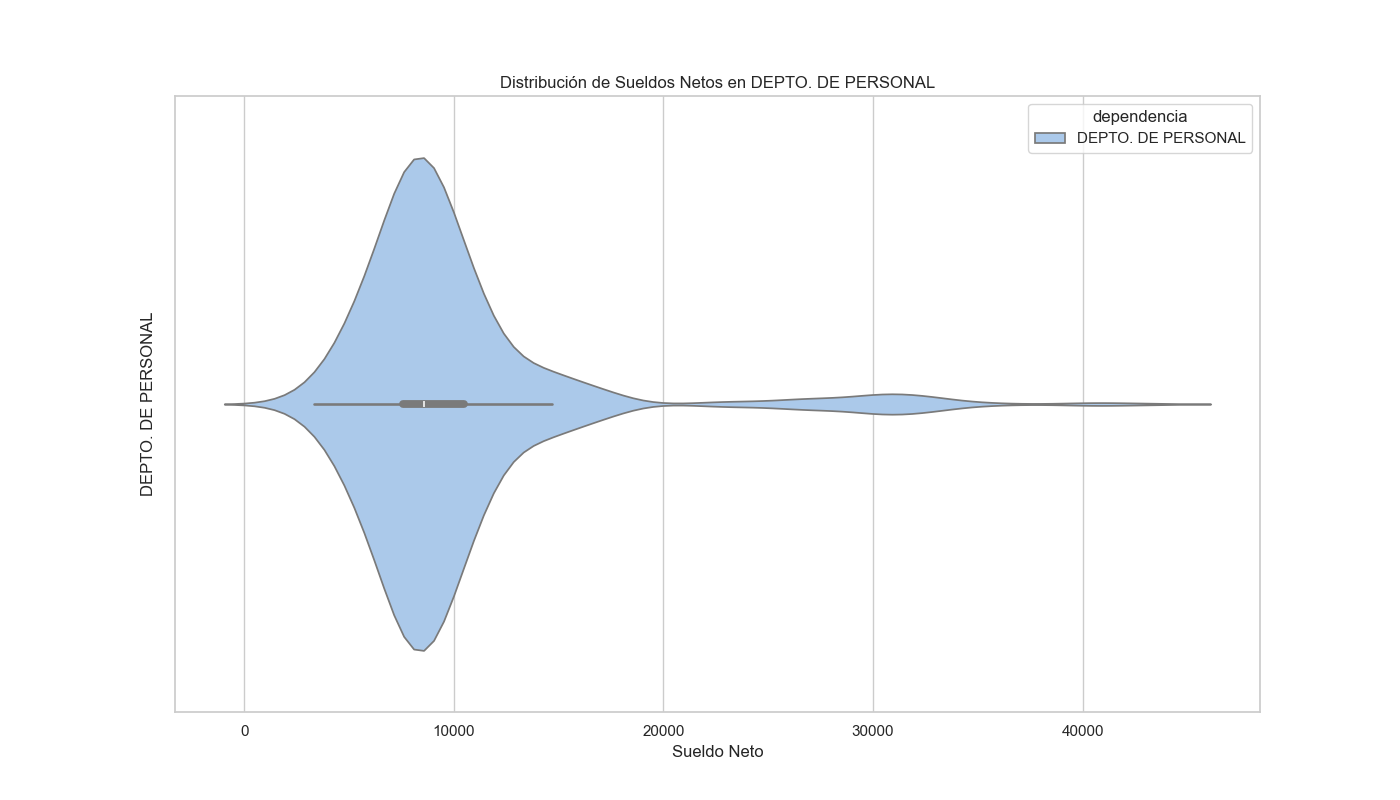 Distribución de Sueldos Netos en DEPTO. DE PERSONAL
dependencia
DEPTO. DE PERSONAL
DEPTO. DE PERSONAL
0
10000
20000
30000
40000
Sueldo Neto